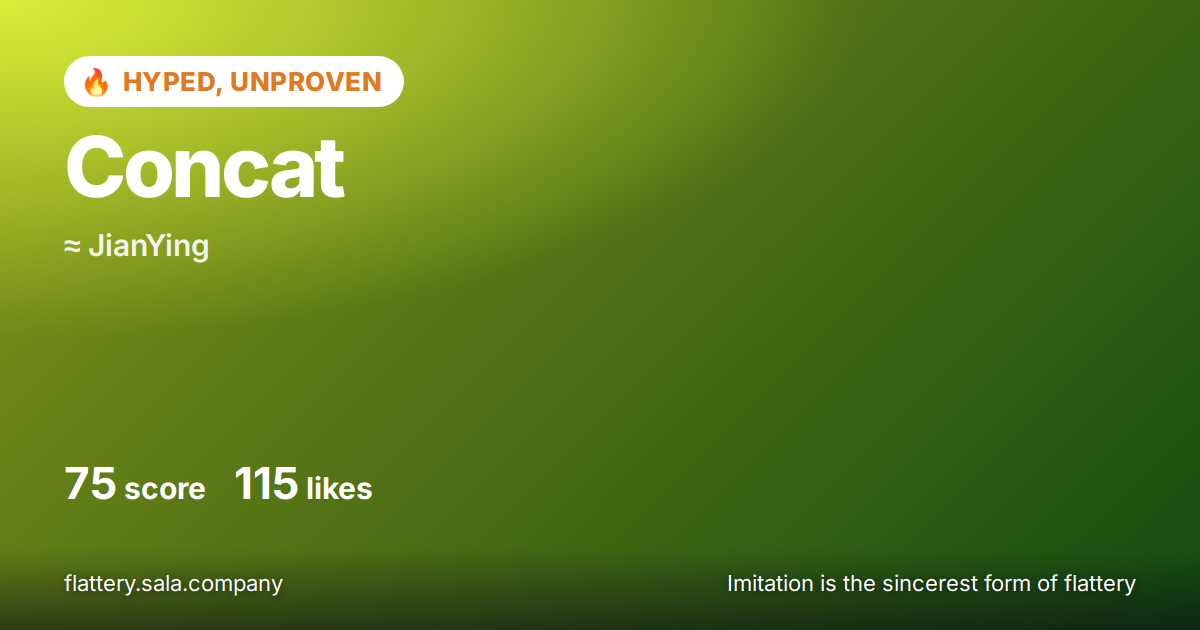 🔥 HYPED, UNPROVEN
Concat
≈ JianYing
75 score 115 likes
flattery.sala.company
Imitation is the sincerest form of flattery